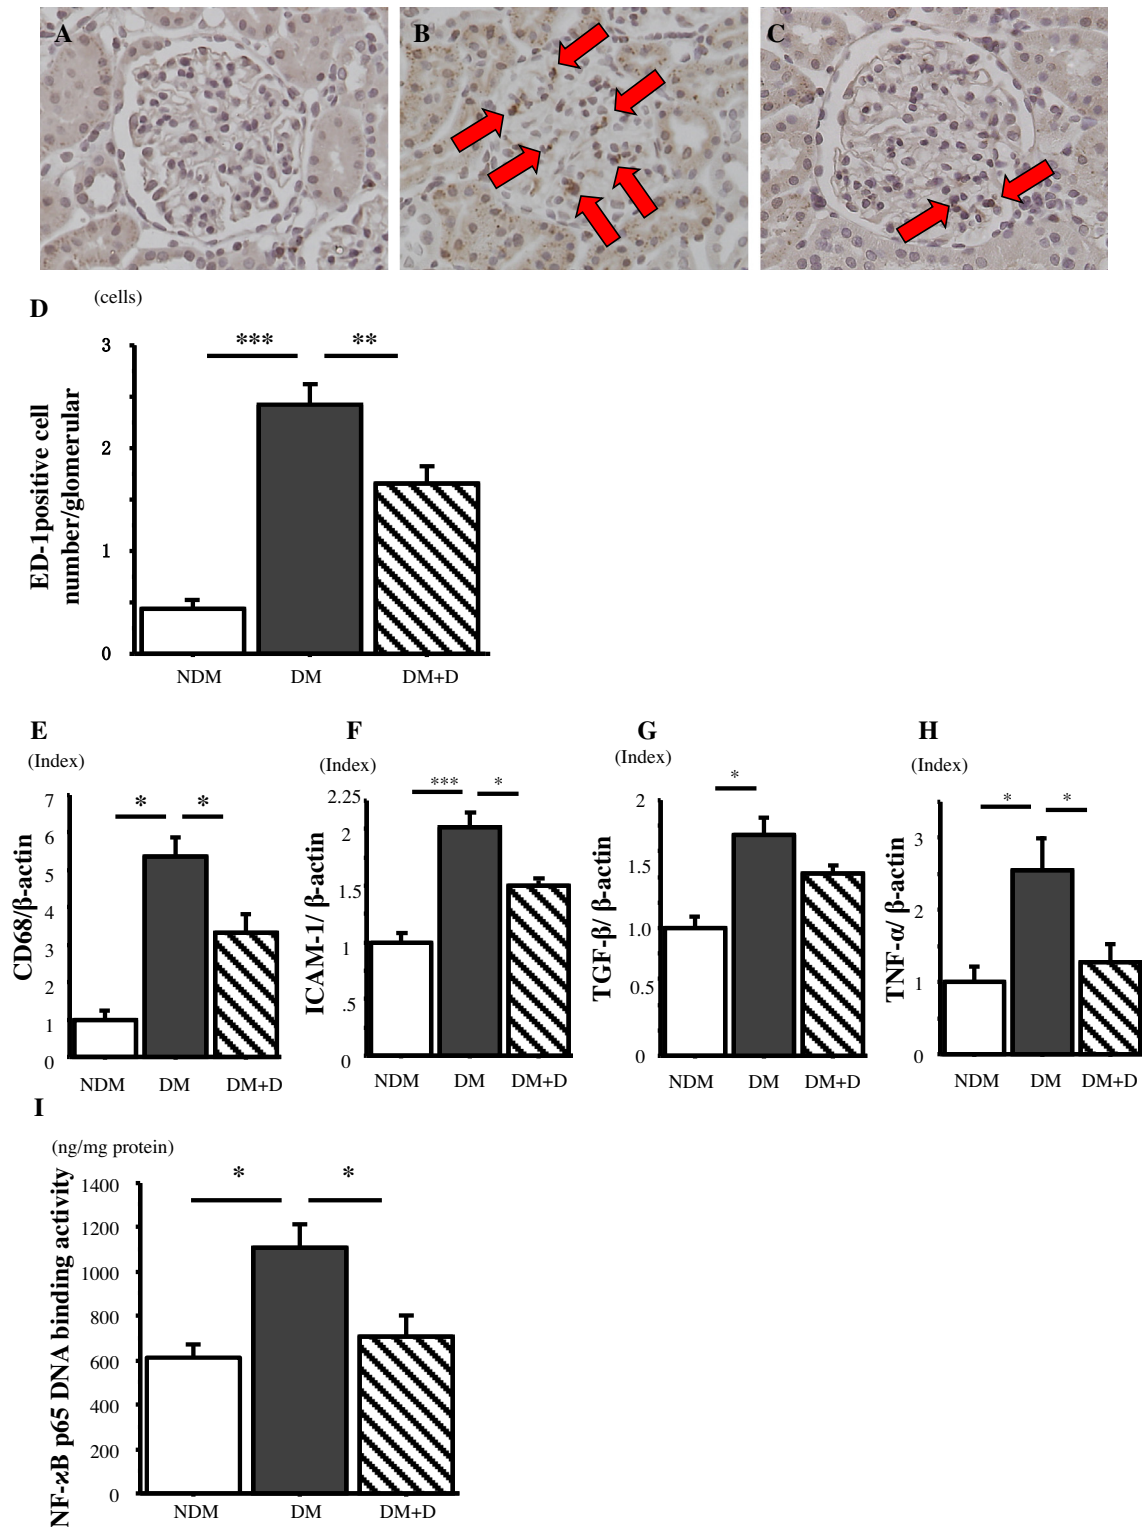 A
B
C
D
(cells)
*** **
3
2
1
0
ED-1positive cell
number/glomerular
NDM DM DM+D
E
(Index)
* *
7
6
5
4
3
2
1
0
CD68/β-actin
NDM DM DM+D
F
(Index)
*** *
2.25
2
1.5
1
.5
0
ICAM-1/ β-actin
NDM DM DM+D
G
(Index)
*
2
1.5
1.0
0.5
0
TGF-β/ β-actin
NDM DM DM+D
H
(Index)
* *
3
2
1
0
TNF-α/ β-actin
NDM DM DM+D
I
(ng/mg protein)
* *
1400
1200
1000
800
600
400
200
0
NF-ϰB p65 DNA binding activity
NDM DM DM+D